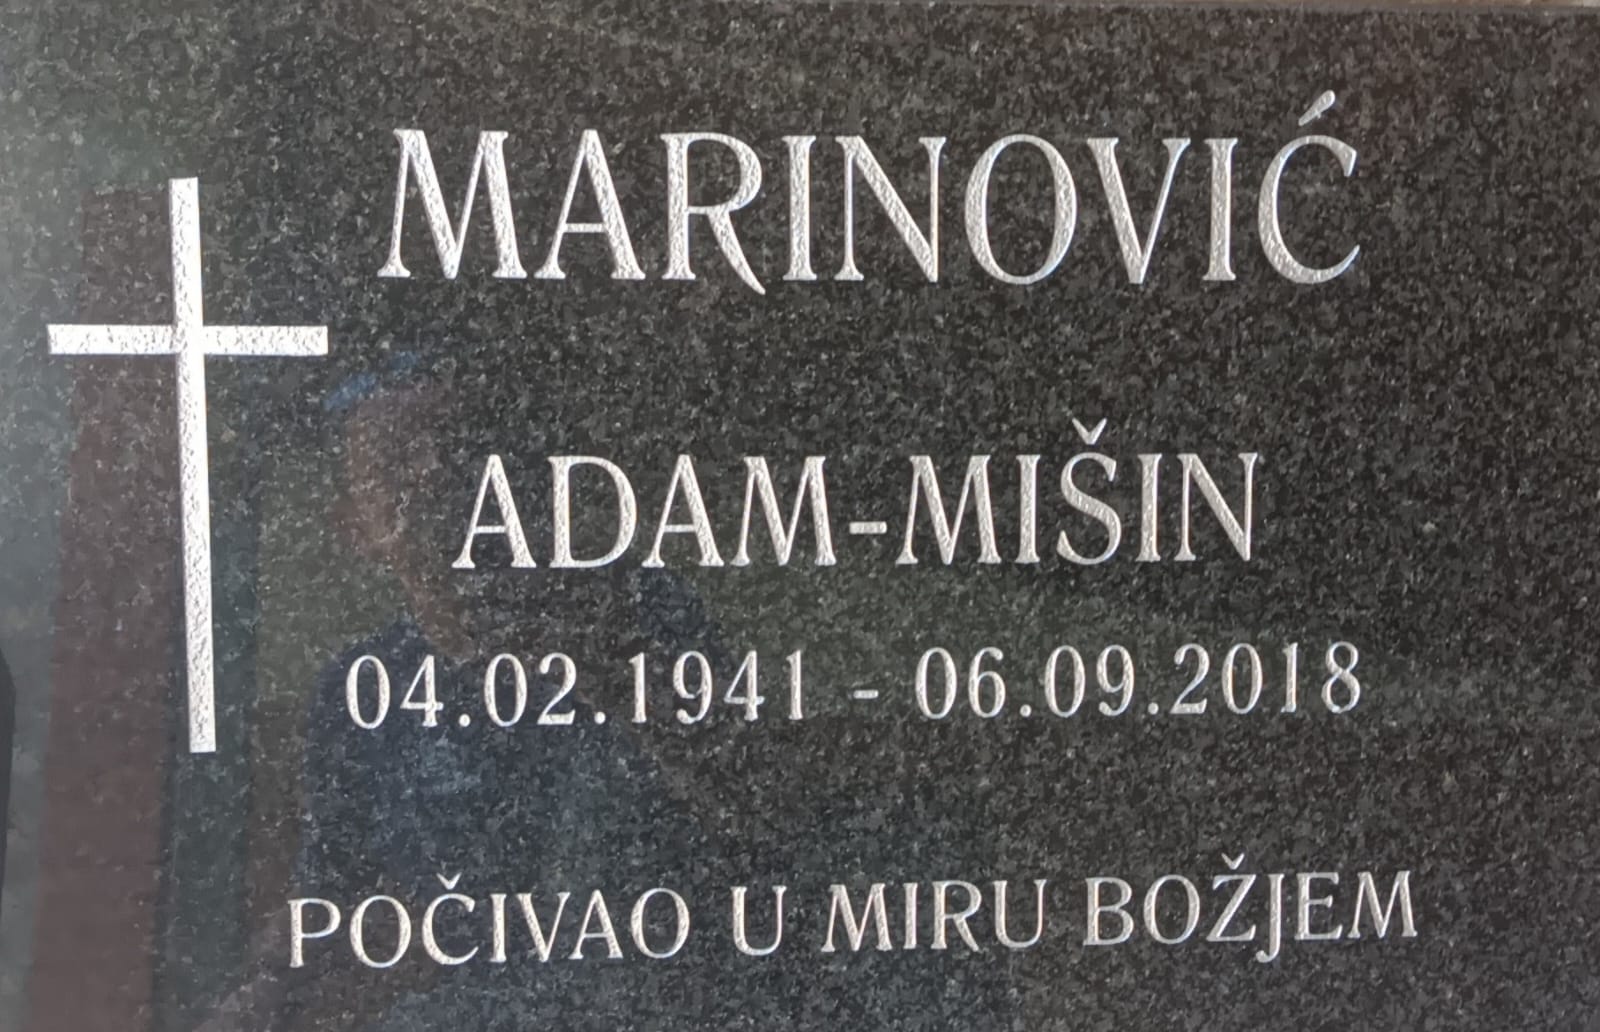 MARINOVIĆ
ADAM-MIŠIN
04.02.1941 - 06.09.2018
POČIVAO U MIRU BOŽJEM